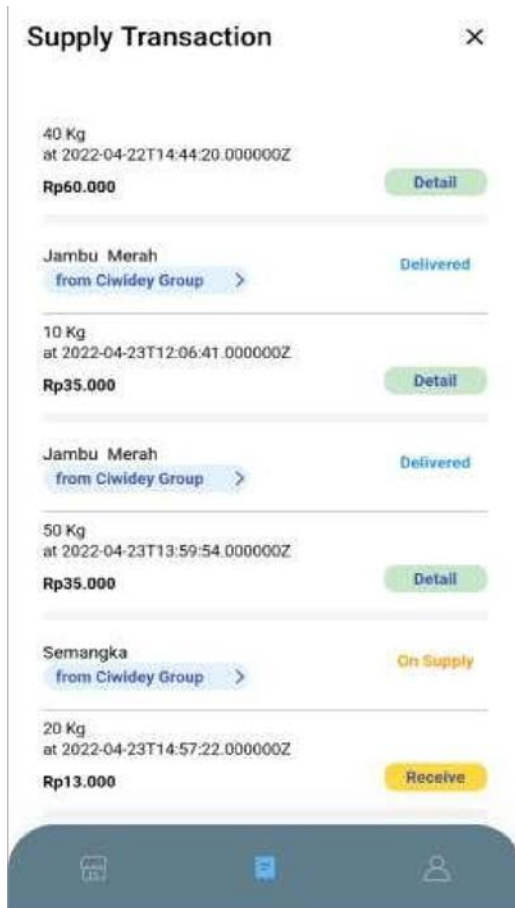 Supply Transaction
40 Kg
at 2022-04-22T14:44:20.000000Z
Rp60.000
Detail
Jambu Merah
Delivered
from Ciwidey Group
10 Kg
at 2022-04-23T12:06:41.000000Z
Rp35.000
Detail
Jambu Merah
Delivered
from Ciwidey Group
50 Kg
at 2022-04-23T13:59:54.000000Z
Rp35.000
Detail
Semangka
On Supply
from Ciwidey Group
20 Kg
at 2022-04-23T14:57:22.000000Z
Rp13.000
Receive